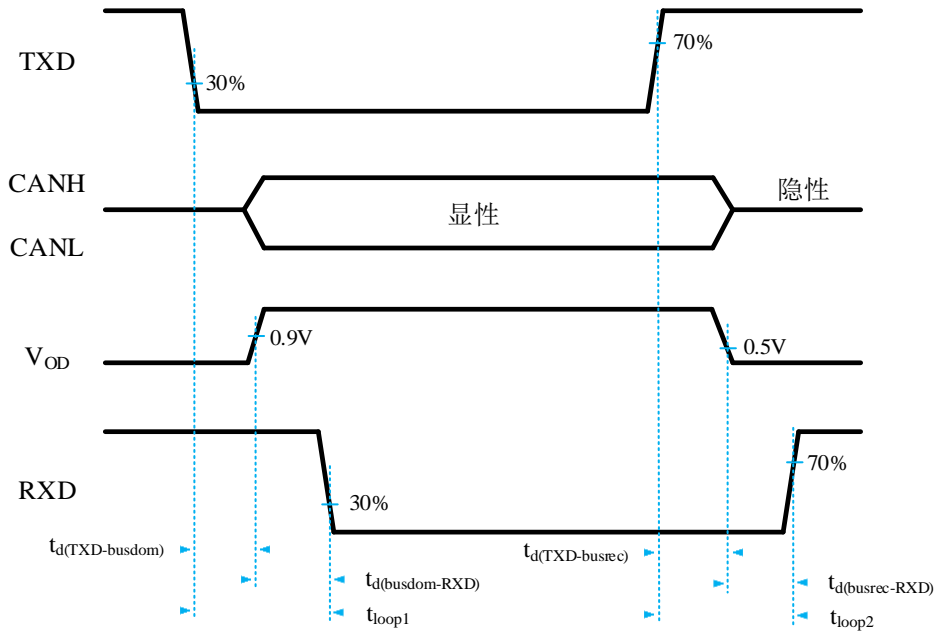 TXD
30%
70%
CANH
显性
隐性
CANL
0.9V
0.5V
VOD
RXD
30%
70%
td(TXD-busdom)
td(TXD-busrec)
td(busdom-RXD)
td(busrec-RXD)
tloop1
tloop2